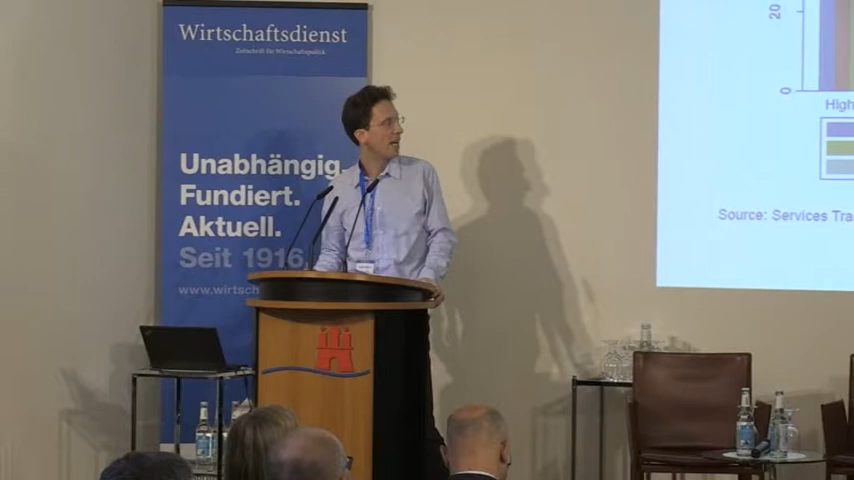 Wirtschaftsdienst
Zeitschrift für Wirtschaftspolitik
Unabhängig.
Fundiert.
Aktuell.
Seit 1916.
www.wirtsch
20
0
High
Source: Services Tra